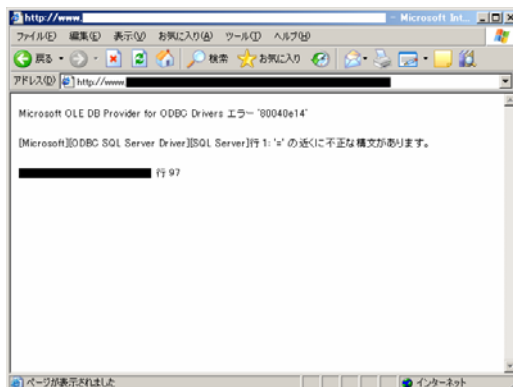 http://www. - Microsoft Int...
ファイル(F) 編集(E) 表示(V) お気に入り(A) ツール(T) ヘルプ(H)
戻る 検索 お気に入り
アドレス(D) http://www
Microsoft OLE DB Provider for ODBC Drivers エラー '80040e14'
[Microsoft][ODBC SQL Server Driver][SQL Server]行 1: '=' の近くに不正な構文があります。
行 97
ページが表示されました インターネット